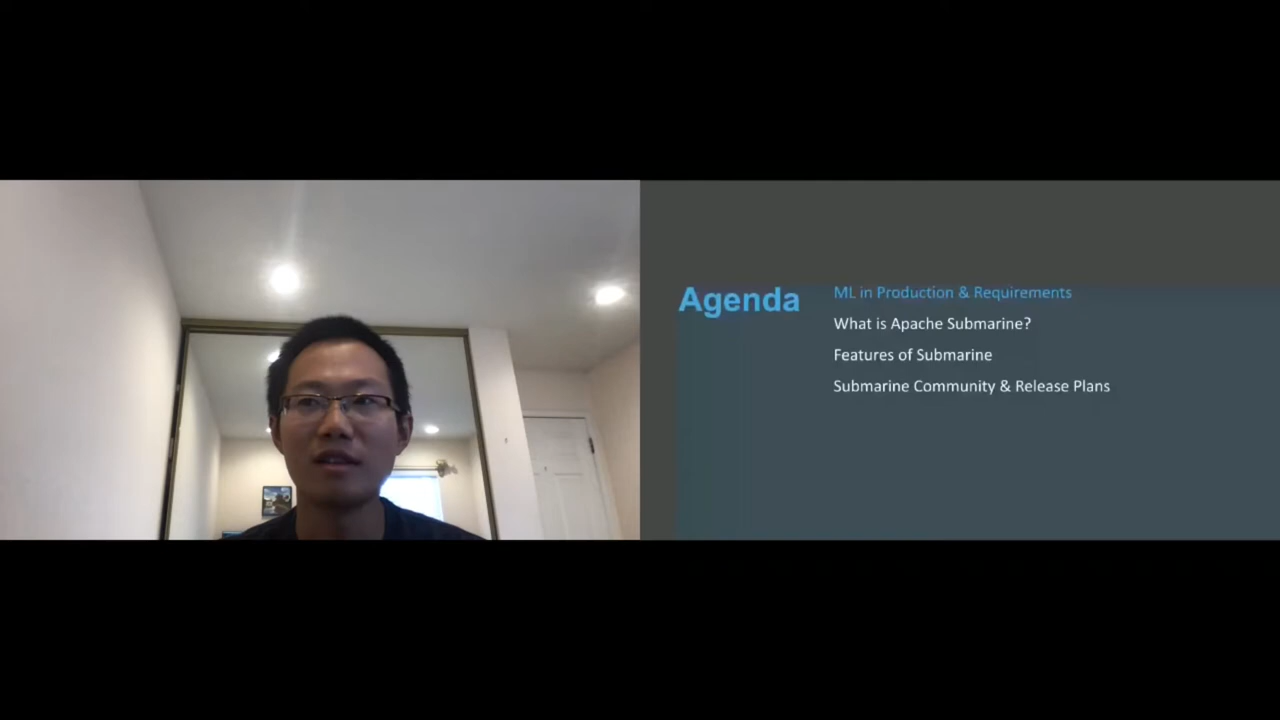 Agenda
ML in Production & Requirements
What is Apache Submarine?
Features of Submarine
Submarine Community & Release Plans